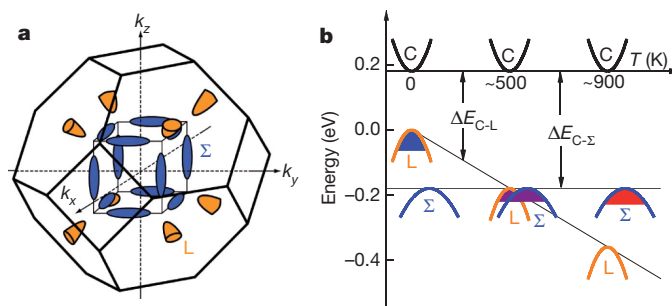 a
k_z
Σ
k_y
k_x
L
b
C C C T (K)
0.2
0 ~500 ~900
ΔE_C-L ΔE_C-Σ
Energy (eV)
0.0
L
−0.2
Σ L Σ Σ
−0.4
L